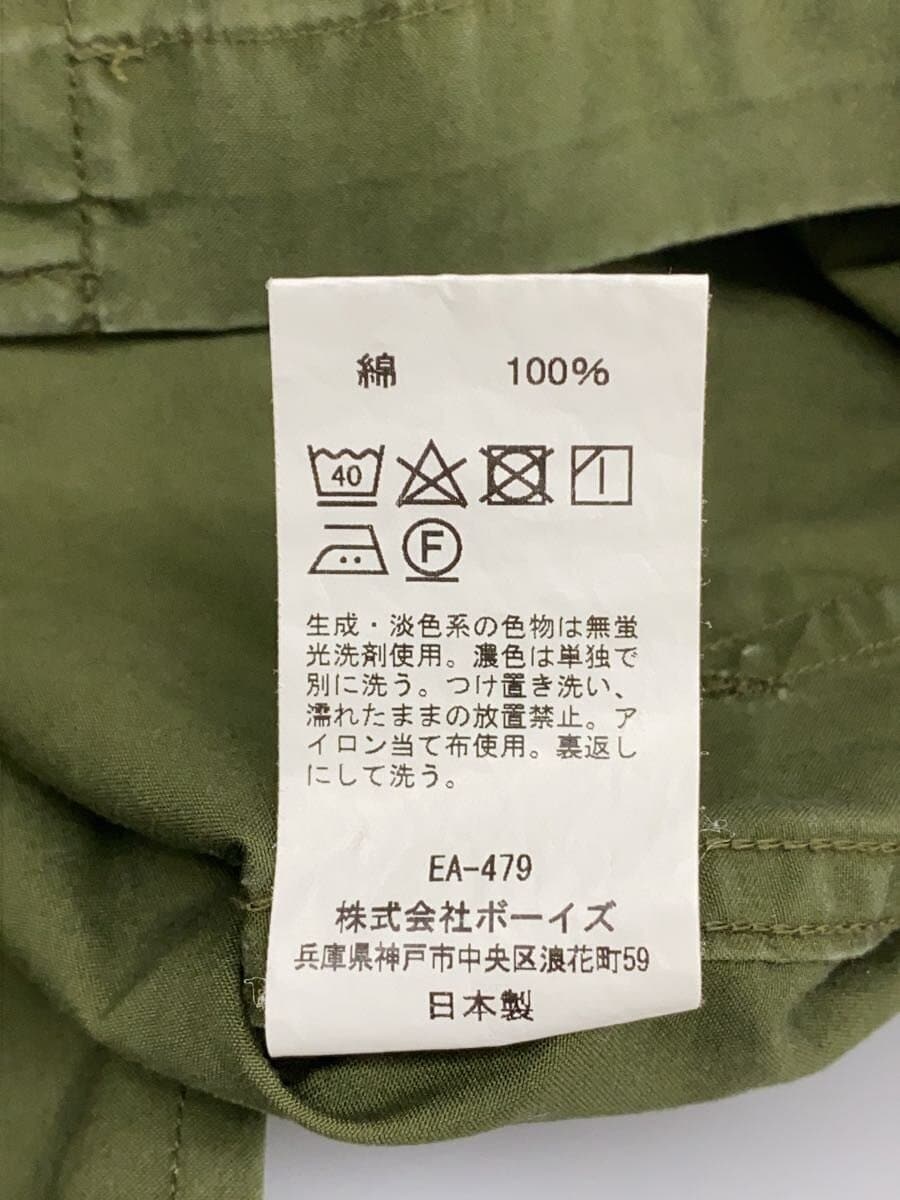 綿 100%
40
F
生成・淡色系の色物は無蛍
光洗剤使用。濃色は単独で
別に洗う。つけ置き洗い、
濡れたままの放置禁止。ア
イロン当て布使用。裏返し
にして洗う。
EA-479
株式会社ボーイズ
兵庫県神戸市中央区浪花町59
日本製